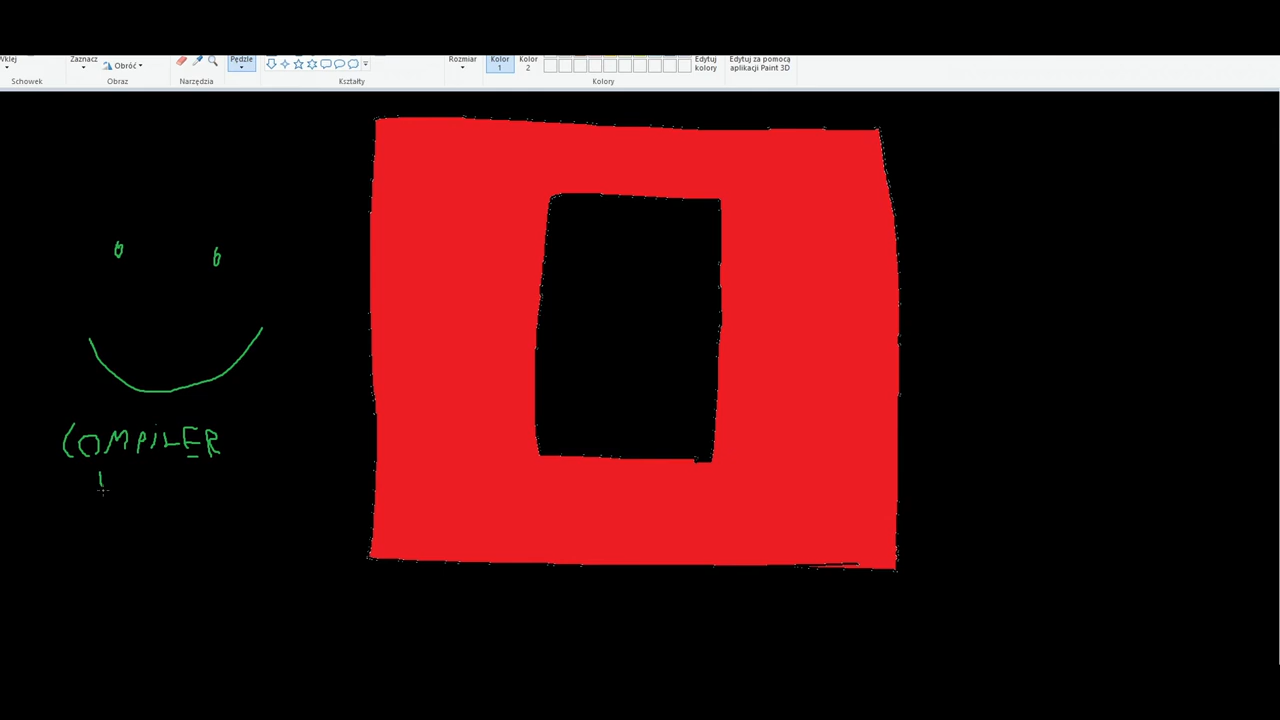 Wklej Zaznacz Obróć Pędzle Rozmiar Kolor 1 Kolor 2 Edytuj kolory Edytuj za pomocą aplikacji Paint 3D
Schowek Obraz Narzędzia Kształty Kolory
COMPiLER